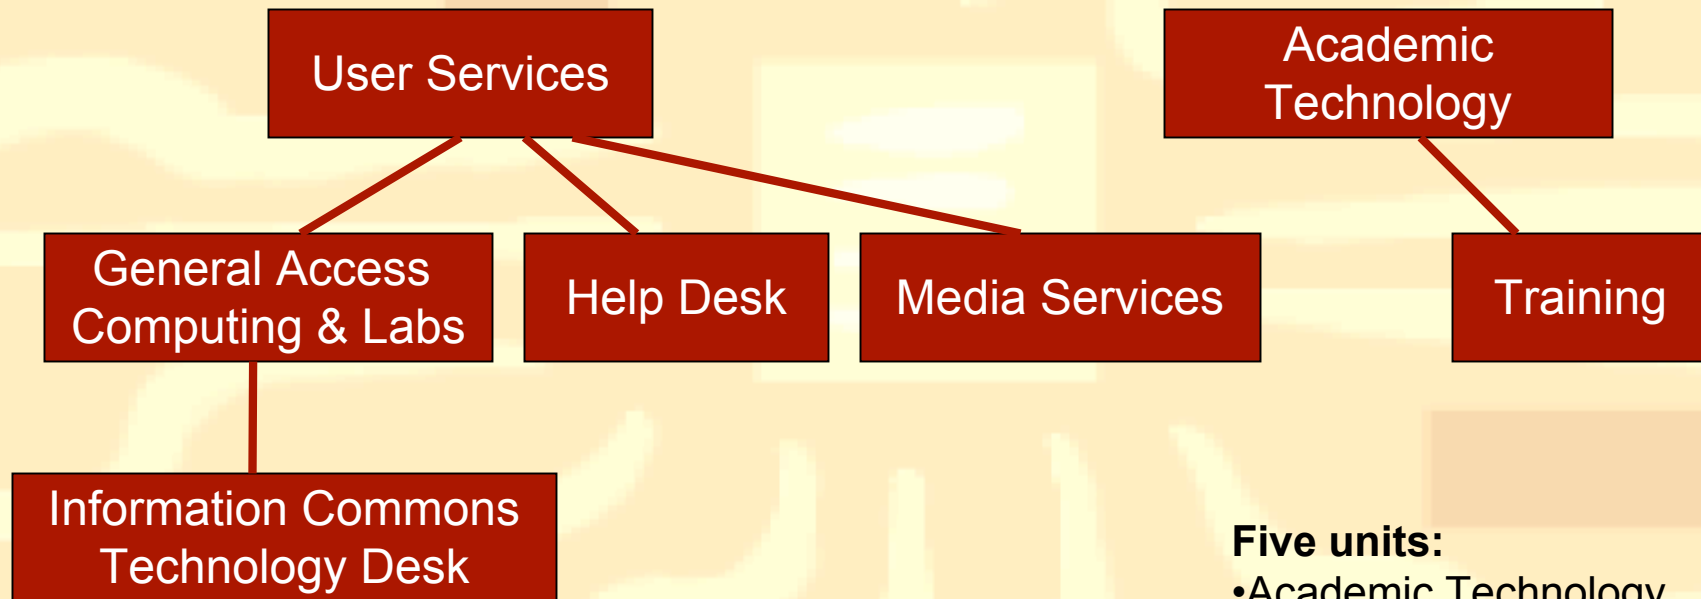 User Services
Academic
Technology
General Access
Computing & Labs
Help Desk
Media Services
Training
Information Commons
Technology Desk
Five units:
•Academic Technology